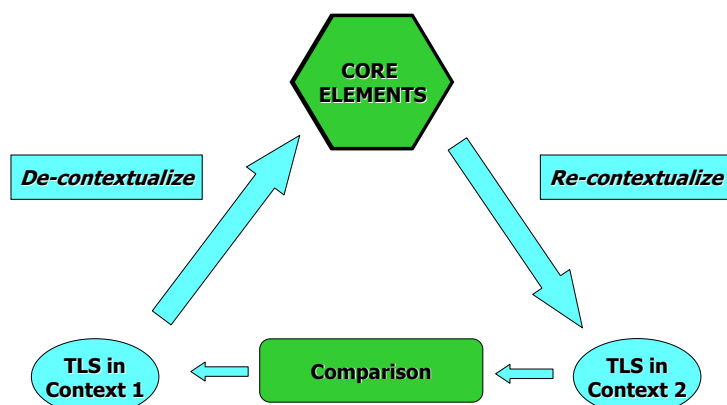 CORE
ELEMENTS
De-contextualize
Re-contextualize
TLS in
Context 1
Comparison
TLS in
Context 2